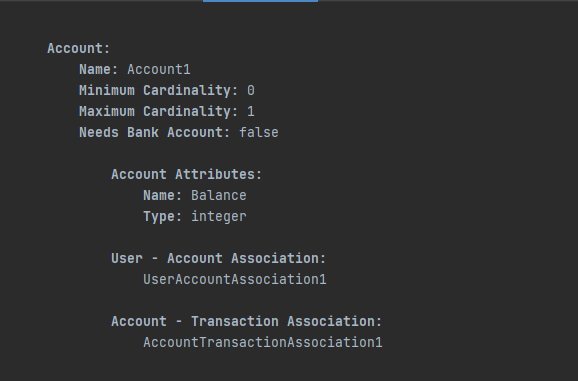 Account:
Name: Account1
Minimum Cardinality: 0
Maximum Cardinality: 1
Needs Bank Account: false
Account Attributes:
Name: Balance
Type: integer
User - Account Association:
UserAccountAssociation1
Account - Transaction Association:
AccountTransactionAssociation1